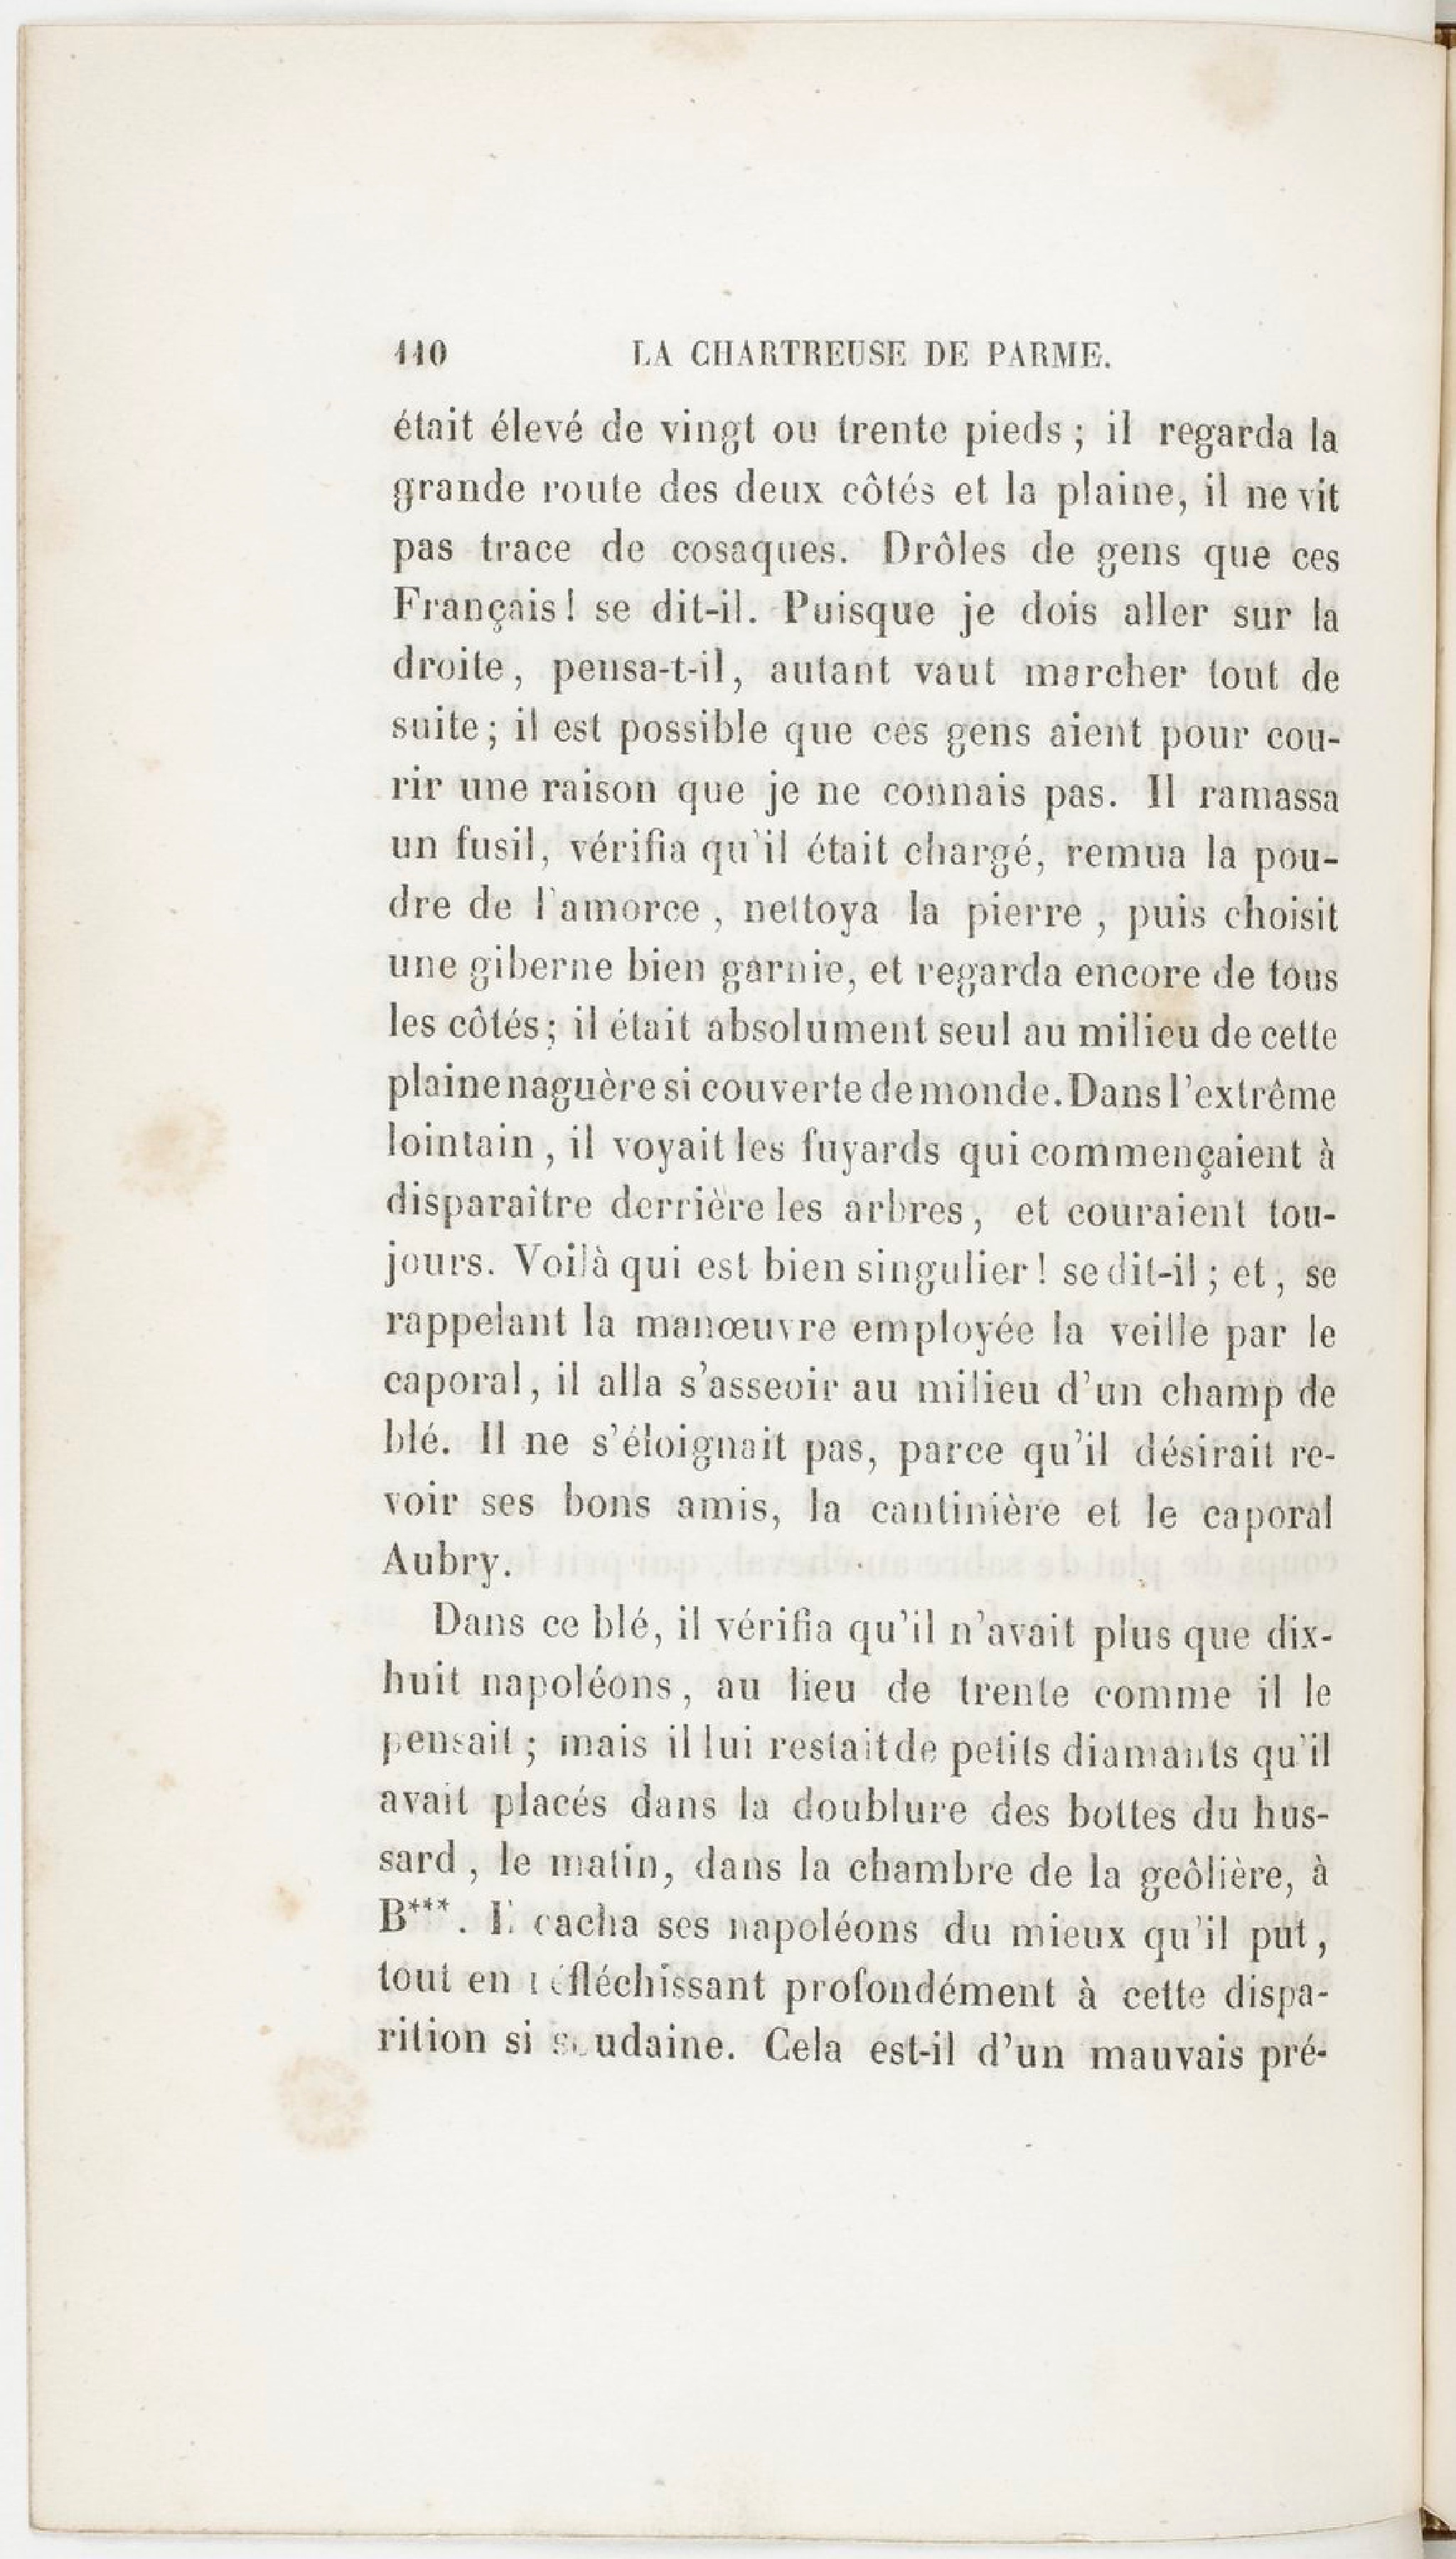 110 LA CHARTREUSE DE PARME.
était élevé de vingt ou trente pieds ; il regarda la
grande route des deux côtés et la plaine, il ne vit
pas trace de cosaques. Drôles de gens que ces
Français ! se dit-il. Puisque je dois aller sur la
droite, pensa-t-il, autant vaut marcher tout de
suite ; il est possible que ces gens aient pour cou-
rir une raison que je ne connais pas. Il ramassa
un fusil, vérifia qu'il était chargé, remua la pou-
dre de l'amorce , nettoya la pierre , puis choisit
une giberne bien garnie, et regarda encore de tous
les côtés ; il était absolument seul au milieu de cette
plaine naguère si couverte de monde. Dans l'extrême
lointain , il voyait les fuyards qui commençaient à
disparaître derrière les arbres, et couraient tou-
jours. Voilà qui est bien singulier ! se dit-il ; et, se
rappelant la manœuvre employée la veille par le
caporal, il alla s'asseoir au milieu d'un champ de
blé. Il ne s'éloignait pas, parce qu'il désirait re-
voir ses bons amis, la cantinière et le caporal
Aubry.
Dans ce blé, il vérifia qu'il n'avait plus que dix-
huit napoléons, au lieu de trente comme il le
pensait ; mais il lui restait de petits diamants qu'il
avait placés dans la doublure des bottes du hus-
sard , le matin, dans la chambre de la geôlière, à
B***. Il cacha ses napoléons du mieux qu'il put,
tout en réfléchissant profondément à cette dispa-
rition si soudaine. Cela est-il d'un mauvais pré-